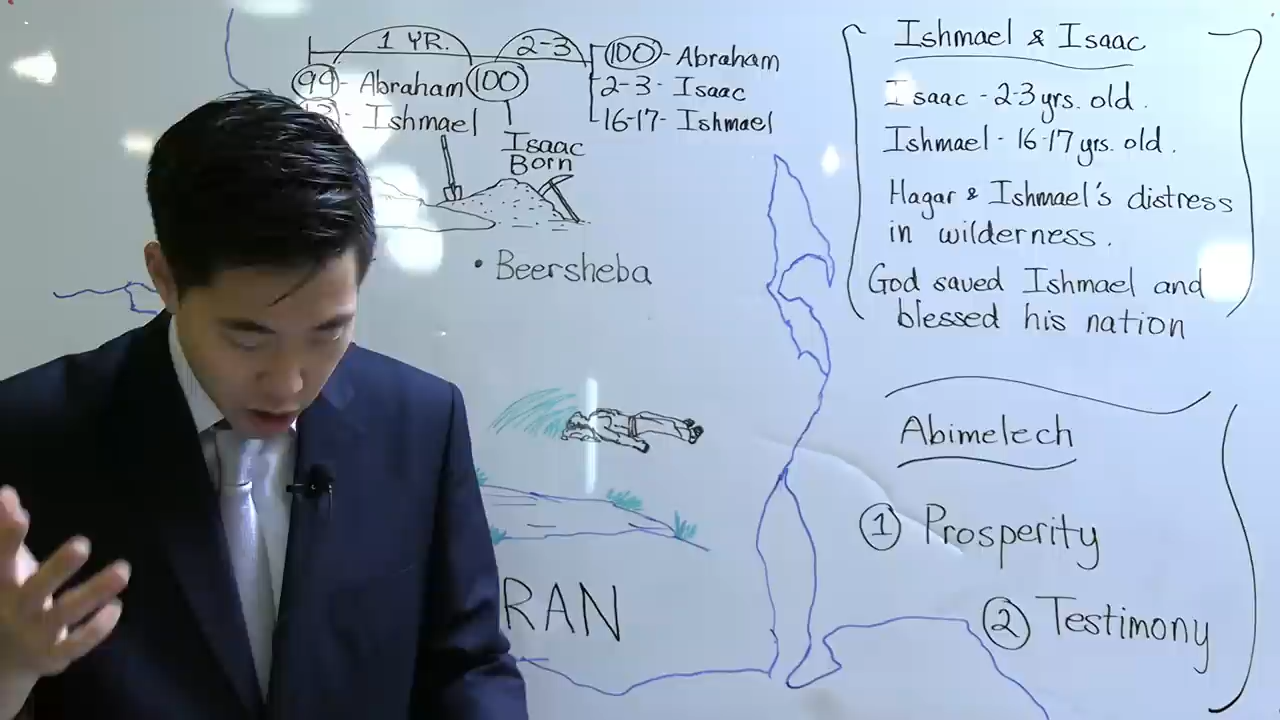 1 YR.
2-3
99 - Abraham
100
100 - Abraham
2-3 - Isaac
- Ishmael
16-17 - Ishmael
Isaac
Born
• Beersheba
RAN
Ishmael & Isaac
Isaac - 2-3 yrs. old.
Ishmael - 16-17 yrs. old.
Hagar & Ishmael's distress
in wilderness.
God saved Ishmael and
blessed his nation
Abimelech
1 Prosperity
2 Testimony